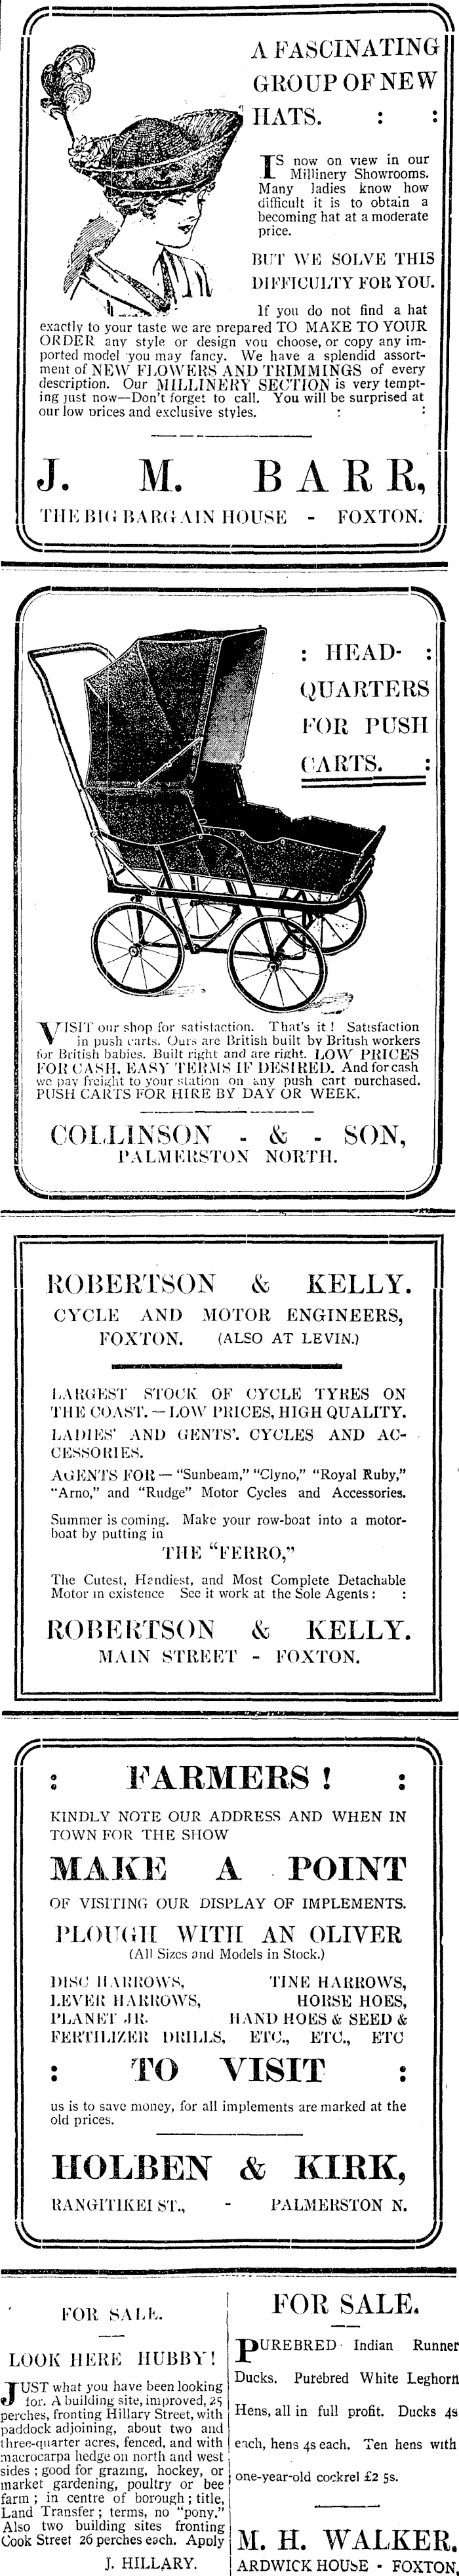 A FASCINATING
GROUP OF NEW
HATS. : :
IS now on view in our
Millinery Showrooms.
Many ladies know how
difficult it is to obtain a
becoming hat at a moderate
price.
BUT WE SOLVE THIS
DIFFICULTY FOR YOU.
If you do not find a hat
exactly to your taste we are prepared TO MAKE TO YOUR
ORDER any style or design you choose, or copy any im-
ported model you may fancy. We have a splendid assort-
ment of NEW FLOWERS AND TRIMMINGS of every
description. Our MILLINERY SECTION is very tempt-
ing just now—Don't forget to call. You will be surprised at
our low prices and exclusive styles. : :
J. M. BARR,
THE BIG BARGAIN HOUSE - FOXTON.
: HEAD- :
QUARTERS
FOR PUSH
CARTS. :
VISIT our shop for satisfaction. That's it! Satisfaction
in push carts. Ours are British built by British workers
for British babies. Built right and are right. LOW PRICES
FOR CASH. EASY TERMS IF DESIRED. And for cash
we pay freight to your station on any push cart purchased.
PUSH CARTS FOR HIRE BY DAY OR WEEK.
COLLINSON - & - SON,
PALMERSTON NORTH.
ROBERTSON & KELLY.
CYCLE AND MOTOR ENGINEERS,
FOXTON. (ALSO AT LEVIN.)
LARGEST STOCK OF CYCLE TYRES ON
THE COAST.—LOW PRICES, HIGH QUALITY.
LADIES' AND GENTS'. CYCLES AND AC-
CESSORIES.
AGENTS FOR—"Sunbeam," "Clyno," "Royal Ruby,"
"Arno," and "Rudge" Motor Cycles and Accessories.
Summer is coming. Make your row-boat into a motor-
boat by putting in
THE "FERRO,"
The Cutest, Handiest, and Most Complete Detachable
Motor in existence See it work at the Sole Agents: :
ROBERTSON & KELLY.
MAIN STREET - FOXTON.
: FARMERS! :
KINDLY NOTE OUR ADDRESS AND WHEN IN
TOWN FOR THE SHOW
MAKE A POINT
OF VISITING OUR DISPLAY OF IMPLEMENTS.
PLOUGH WITH AN OLIVER
(All Sizes and Models in Stock.)
DISC HARROWS, TINE HARROWS,
LEVER HARROWS, HORSE HOES,
PLANET JR. HAND HOES & SEED &
FERTILIZER DRILLS, ETC., ETC., ETC
: TO VISIT :
us is to save money, for all implements are marked at the
old prices.
HOLBEN & KIRK,
RANGITIKEI ST., - PALMERSTON N.
FOR SALE.
LOOK HERE HUBBY!
JUST what you have been looking
for. A building site, improved, 25
perches, fronting Hillary Street, with
paddock adjoining, about two and
three-quarter acres, fenced, and with
macrocarpa hedge on north and west
sides; good for grazing, hockey, or
market gardening, poultry or bee
farm; in centre of borough; title,
Land Transfer; terms, no "pony."
Also two building sites fronting
Cook Street 26 perches each. Apply
J. HILLARY.
FOR SALE.
PUREBRED Indian Runner
Ducks. Purebred White Leghorn
Hens, all in full profit. Ducks 4s
each, hens 4s each. Ten hens with
one-year-old cockrel £2 5s.
M. H. WALKER.
ARDWICK HOUSE - FOXTON.